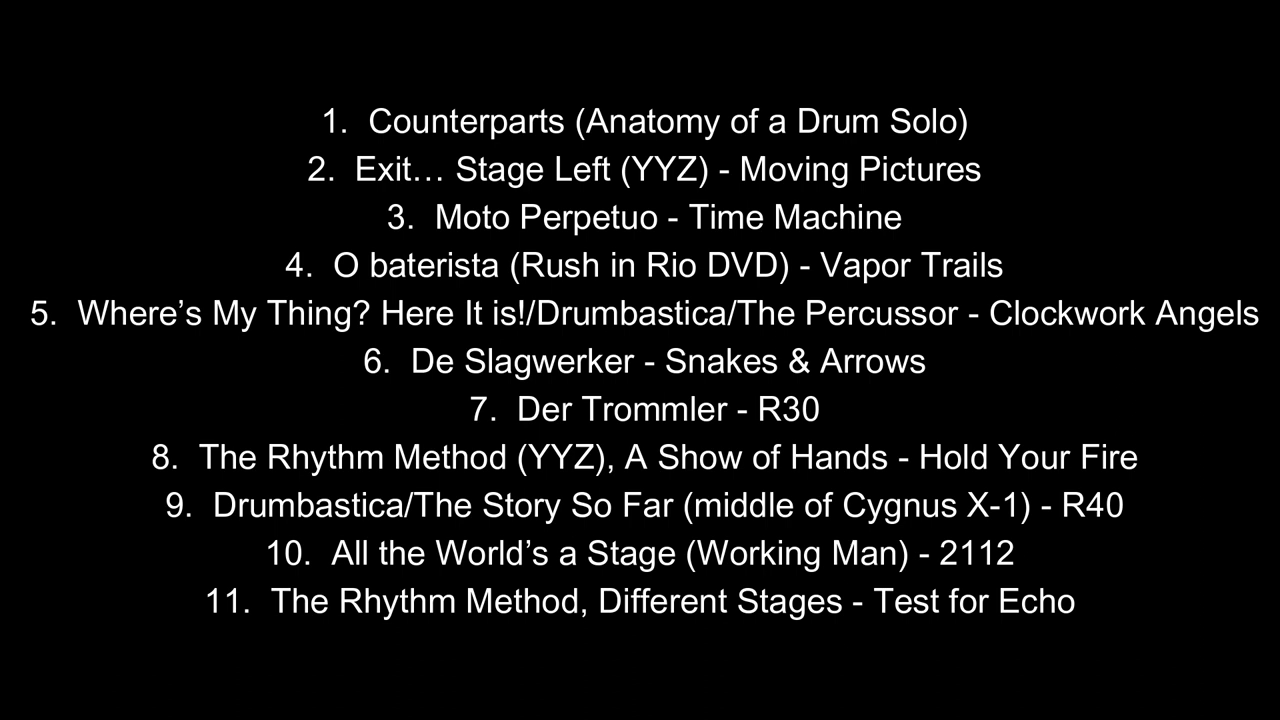 1. Counterparts (Anatomy of a Drum Solo)
2. Exit… Stage Left (YYZ) - Moving Pictures
3. Moto Perpetuo - Time Machine
4. O baterista (Rush in Rio DVD) - Vapor Trails
5. Where’s My Thing? Here It is!/Drumbastica/The Percussor - Clockwork Angels
6. De Slagwerker - Snakes & Arrows
7. Der Trommler - R30
8. The Rhythm Method (YYZ), A Show of Hands - Hold Your Fire
9. Drumbastica/The Story So Far (middle of Cygnus X-1) - R40
10. All the World’s a Stage (Working Man) - 2112
11. The Rhythm Method, Different Stages - Test for Echo